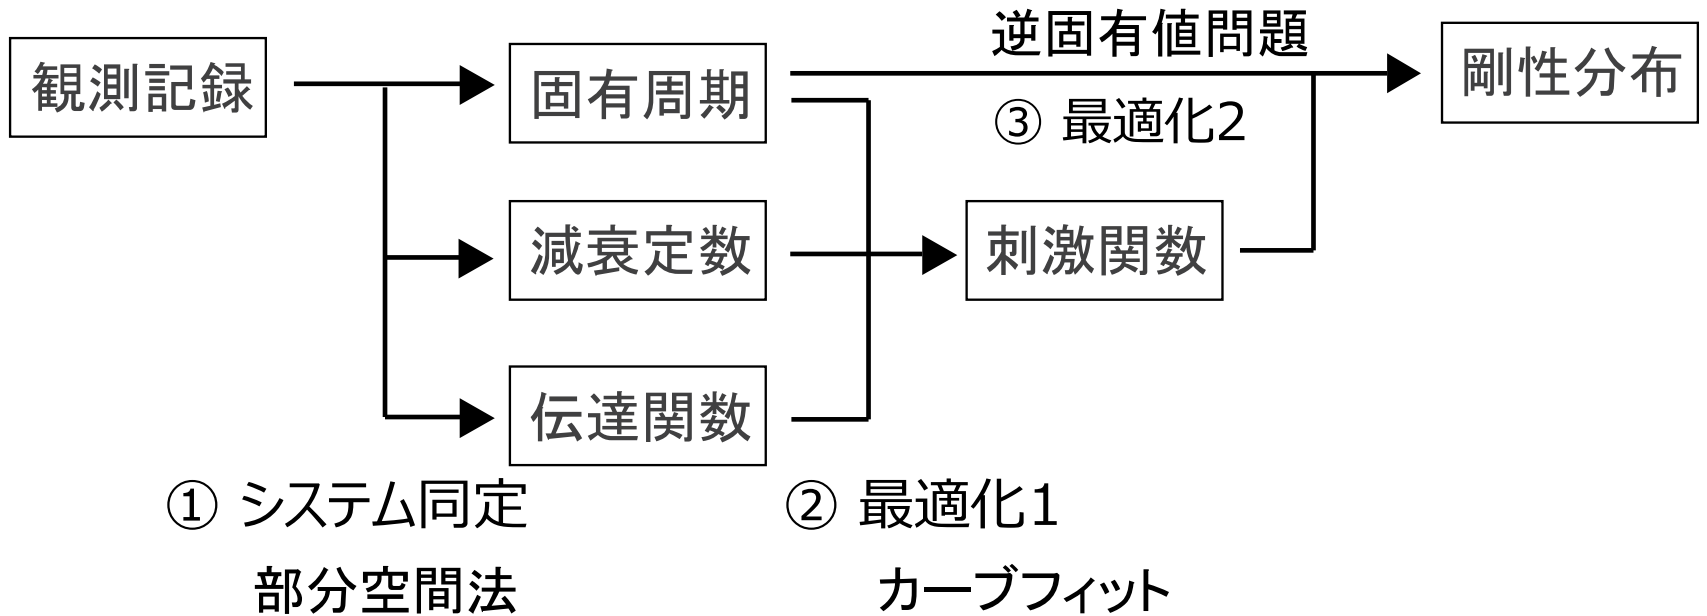 観測記録
固有周期
減衰定数
伝達関数
① システム同定
部分空間法
刺激関数
② 最適化1
カーブフィット
逆固有値問題
③ 最適化2
剛性分布